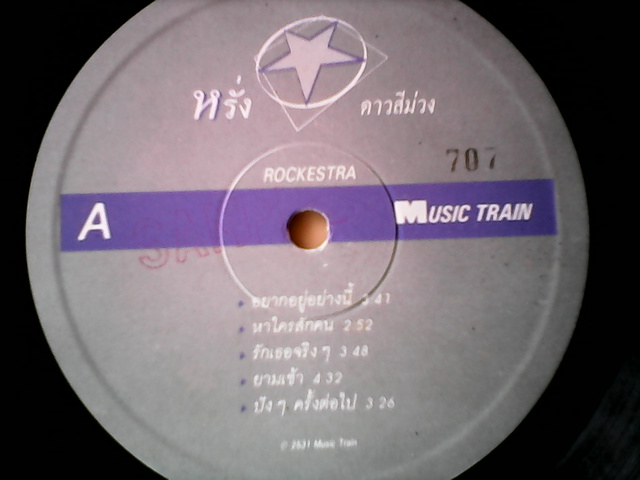 หรั่ง ดาวสีม่วง
707
ROCKESTRA
A MUSIC TRAIN
อยากอยู่อย่างนี้ 3 41
หาใครสักคน 2 52
รักเธอจริง ๆ 3 48
ยามเช้า 4 32
ปัง ๆ ครั้งต่อไป 3 26
© 2531 Music Train